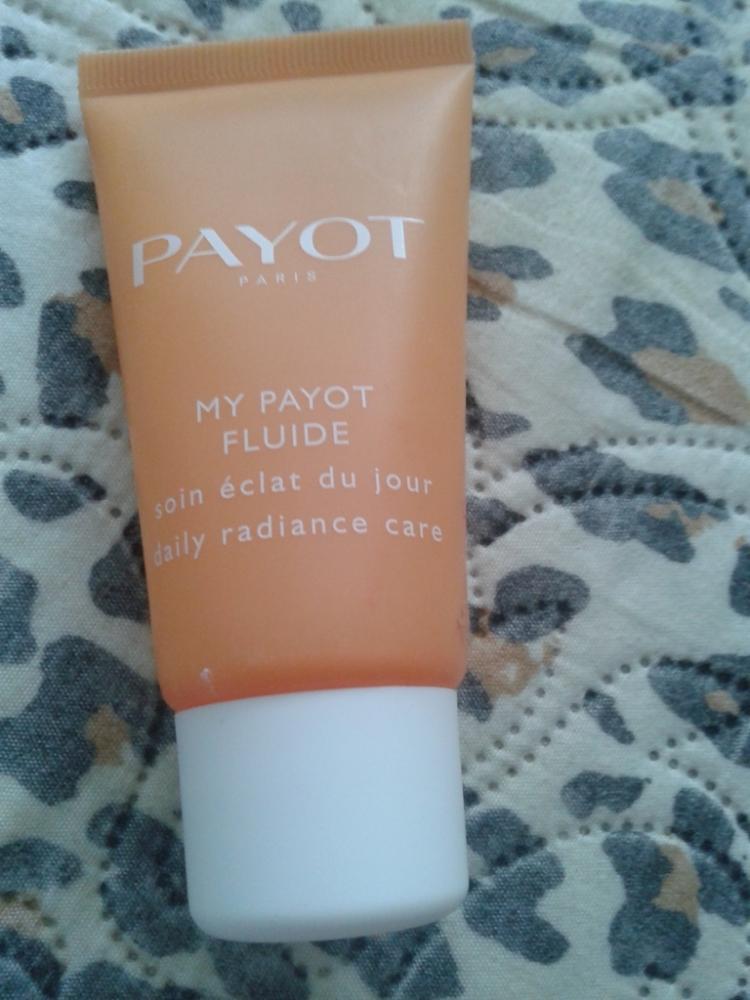 PAYOT
PARIS
MY PAYOT
FLUIDE
soin éclat du jour
daily radiance care